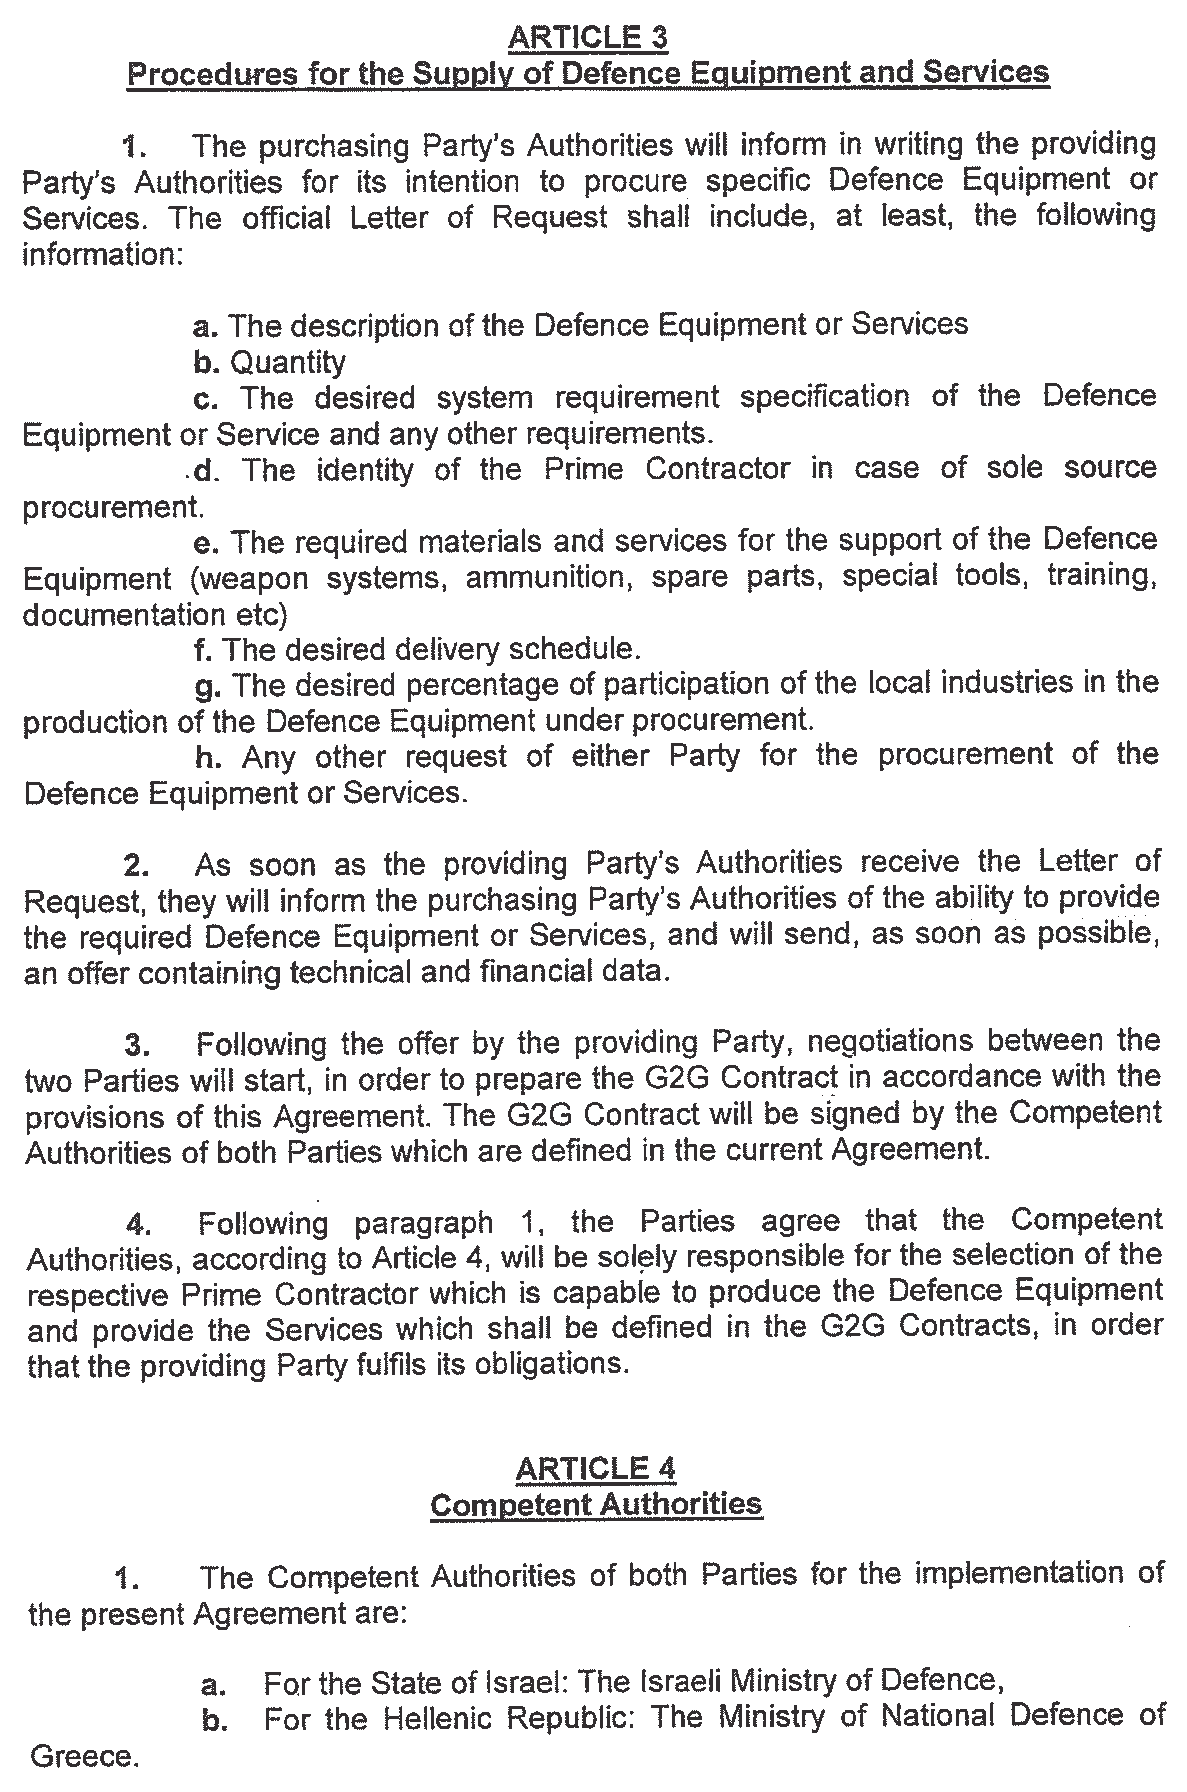 ARTICLE 3
Procedures for the Supply of Defence Equipment and Services
1. The purchasing Party's Authorities will inform in writing the providing
Party's Authorities for its intention to procure specific Defence Equipment or
Services. The official Letter of Request shall include, at least, the following
information:
a. The description of the Defence Equipment or Services
b. Quantity
c. The desired system requirement specification of the Defence
Equipment or Service and any other requirements.
d. The identity of the Prime Contractor in case of sole source
procurement.
e. The required materials and services for the support of the Defence
Equipment (weapon systems, ammunition, spare parts, special tools, training,
documentation etc)
f. The desired delivery schedule.
g. The desired percentage of participation of the local industries in the
production of the Defence Equipment under procurement.
h. Any other request of either Party for the procurement of the
Defence Equipment or Services.
2. As soon as the providing Party's Authorities receive the Letter of
Request, they will inform the purchasing Party's Authorities of the ability to provide
the required Defence Equipment or Services, and will send, as soon as possible,
an offer containing technical and financial data.
3. Following the offer by the providing Party, negotiations between the
two Parties will start, in order to prepare the G2G Contract in accordance with the
provisions of this Agreement. The G2G Contract will be signed by the Competent
Authorities of both Parties which are defined in the current Agreement.
4. Following paragraph 1, the Parties agree that the Competent
Authorities, according to Article 4, will be solely responsible for the selection of the
respective Prime Contractor which is capable to produce the Defence Equipment
and provide the Services which shall be defined in the G2G Contracts, in order
that the providing Party fulfils its obligations.
ARTICLE 4
Competent Authorities
1. The Competent Authorities of both Parties for the implementation of
the present Agreement are:
a. For the State of Israel: The Israeli Ministry of Defence,
b. For the Hellenic Republic: The Ministry of National Defence of
Greece.